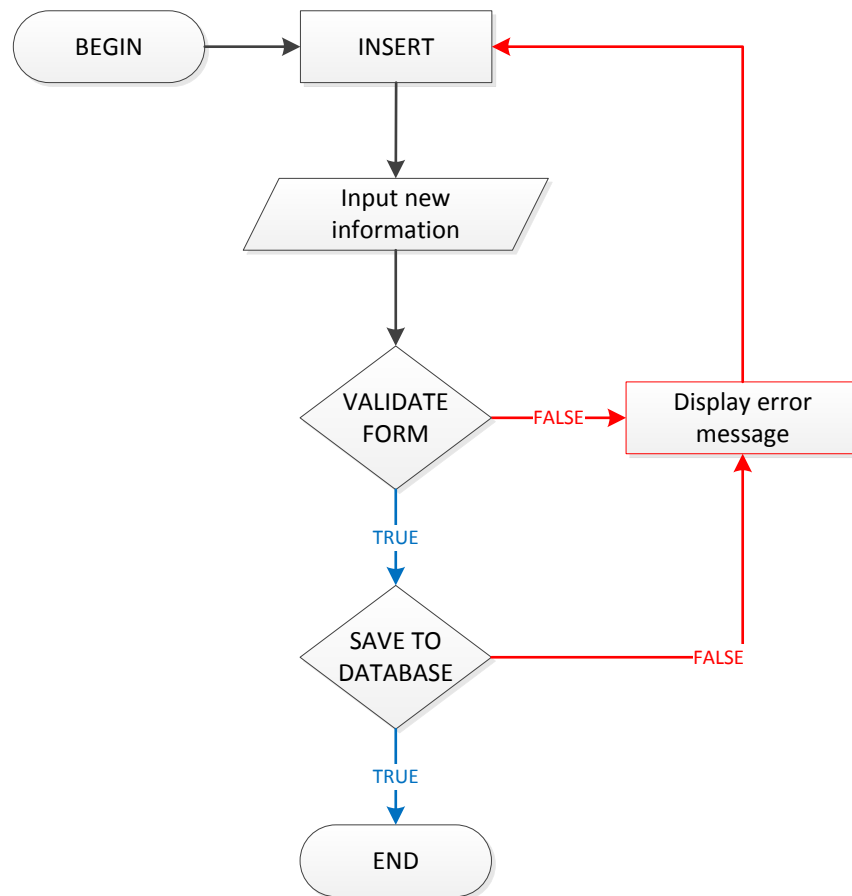 BEGIN
INSERT
Input new
information
VALIDATE
FORM
FALSE
Display error
message
TRUE
SAVE TO
DATABASE
FALSE
TRUE
END